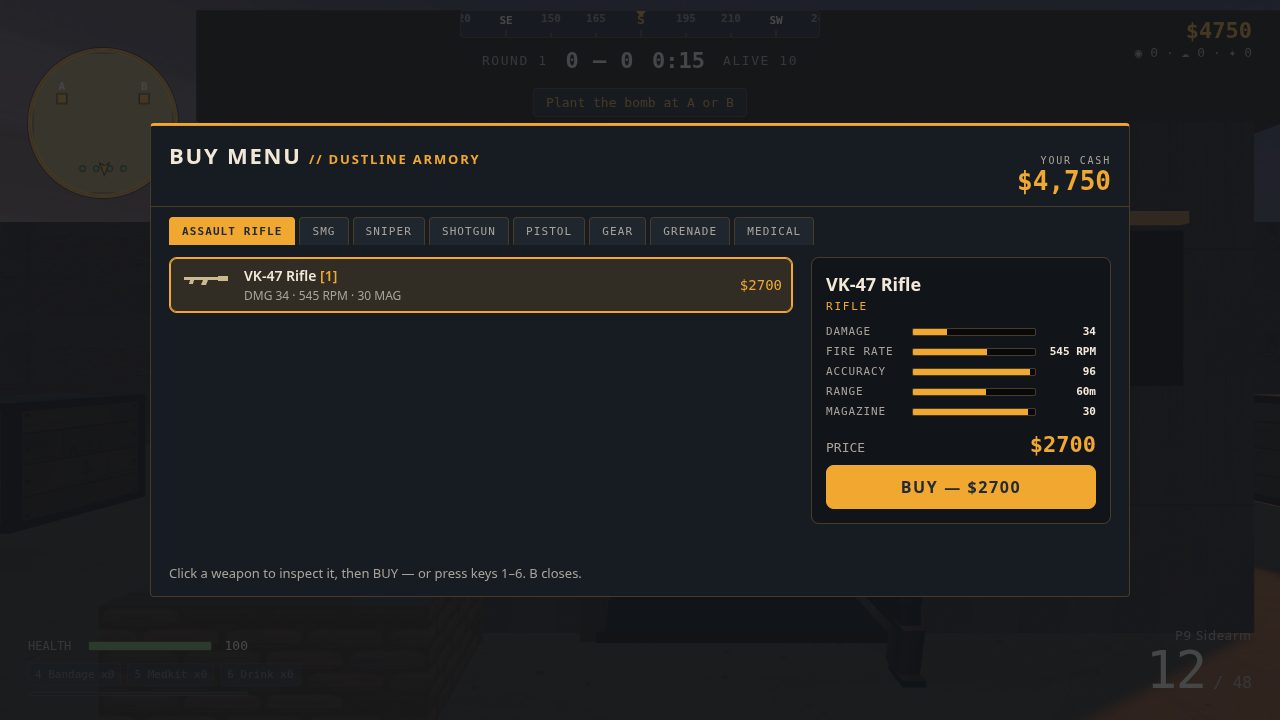 20 SE 150 165 S 195 210 SW
$4750
◉ 0 · ☁ 0 · ✦ 0
ROUND 1 0 — 0 0:15 ALIVE 10
Plant the bomb at A or B
A B
BUY MENU // DUSTLINE ARMORY
YOUR CASH
$4,750
ASSAULT RIFLE SMG SNIPER SHOTGUN PISTOL GEAR GRENADE MEDICAL
VK-47 Rifle [1]
DMG 34 · 545 RPM · 30 MAG
$2700
VK-47 Rifle
RIFLE
DAMAGE 34
FIRE RATE 545 RPM
ACCURACY 96
RANGE 60m
MAGAZINE 30
PRICE $2700
BUY — $2700
Click a weapon to inspect it, then BUY — or press keys 1–6. B closes.
HEALTH 100
4 Bandage x0 5 Medkit x0 6 Drink x0
P9 Sidearm
12 / 48